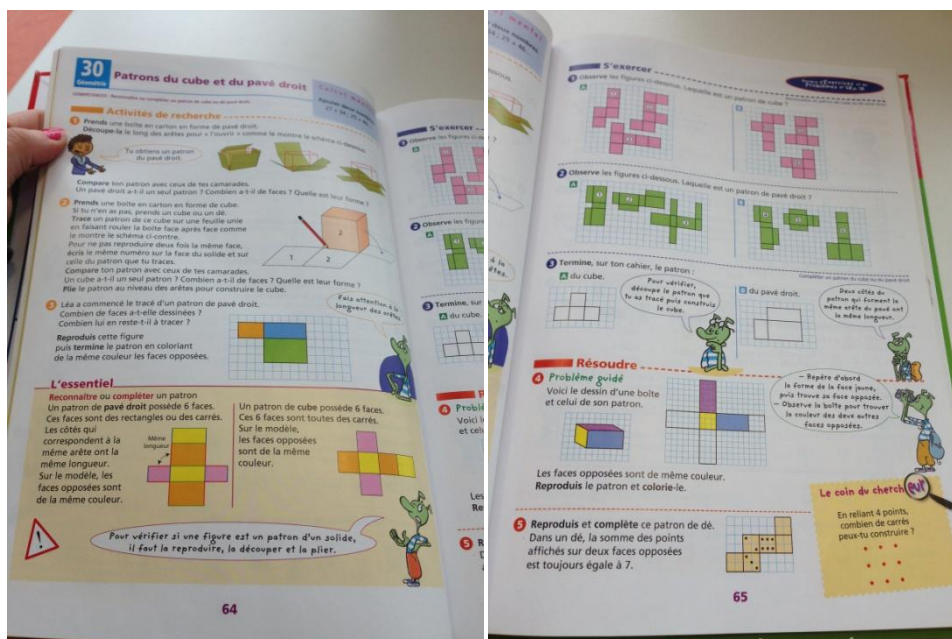 30
Géométrie
Patrons du cube et du pavé droit
Calcul mental
Activités de recherche
1 Prends une boîte en carton en forme de pavé droit.
Découpe-la le long des arêtes pour « l'ouvrir » comme le montre le schéma ci-dessous.
Tu obtiens un patron
du pavé droit.
Compare ton patron avec ceux de tes camarades.
Un pavé droit a-t-il un seul patron ? Combien a-t-il de faces ? Quelle est leur forme ?
2 Prends une boîte en carton en forme de cube.
Si tu n'en as pas, prends un cube ou un dé.
Trace un patron de ce cube sur une feuille unie
en faisant rouler la boîte face après face comme
le montre le schéma ci-contre.
Pour ne pas reproduire deux fois la même face,
écris le même numéro sur la face du solide et sur
celle du patron que tu traces.
Compare ton patron avec ceux de tes camarades.
Un cube a-t-il un seul patron ? Combien a-t-il de faces ? Quelle est leur forme ?
Plie le patron au niveau des arêtes pour construire le cube.
2
1
2
3 Léa a commencé le tracé d'un patron de pavé droit.
Combien de faces a-t-elle dessinées ?
Combien lui en reste-t-il à tracer ?
Reproduis cette figure
puis termine le patron en coloriant
de la même couleur les faces opposées.
Fais attention à la
longueur des arêtes.
L'essentiel
Reconnaître ou compléter un patron
Un patron de pavé droit possède 6 faces.
Ces faces sont des rectangles ou des carrés.
Les côtés qui
correspondent à la
même arête ont la
même longueur.
Sur le modèle, les
faces opposées sont
de la même couleur.
Même
longueur
Un patron de cube possède 6 faces.
Ces 6 faces sont toutes des carrés.
Sur le modèle,
les faces opposées
sont de la même
couleur.
!
Pour vérifier si une figure est un patron d'un solide,
il faut la reproduire, la découper et la plier.
64
S'exercer
1 Observe les figures ci-dessous. Laquelle est un patron de cube ?
A
B
2 Observe les figures ci-dessous. Laquelle est un patron de pavé droit ?
A
B
Compléter un patron du cube ou du pavé droit
3 Termine, sur ton cahier, le patron :
A du cube.
Pour vérifier,
découpe le patron que
tu as tracé puis construis
le cube.
B du pavé droit.
Deux côtés du
patron qui forment la
même arête du pavé ont
la même longueur.
Résoudre
4 Problème guidé
Voici le dessin d'une boîte
et celui de son patron.
– Repère d'abord
la forme de la face jaune,
puis trouve sa face opposée.
– Observe la boîte pour trouver
la couleur des deux autres
faces opposées.
Les faces opposées sont de même couleur.
Reproduis le patron et colorie-le.
5 Reproduis et complète ce patron de dé.
Dans un dé, la somme des points
affichés sur deux faces opposées
est toujours égale à 7.
Le coin du chercheur
En reliant 4 points,
combien de carrés
peux-tu construire ?
65